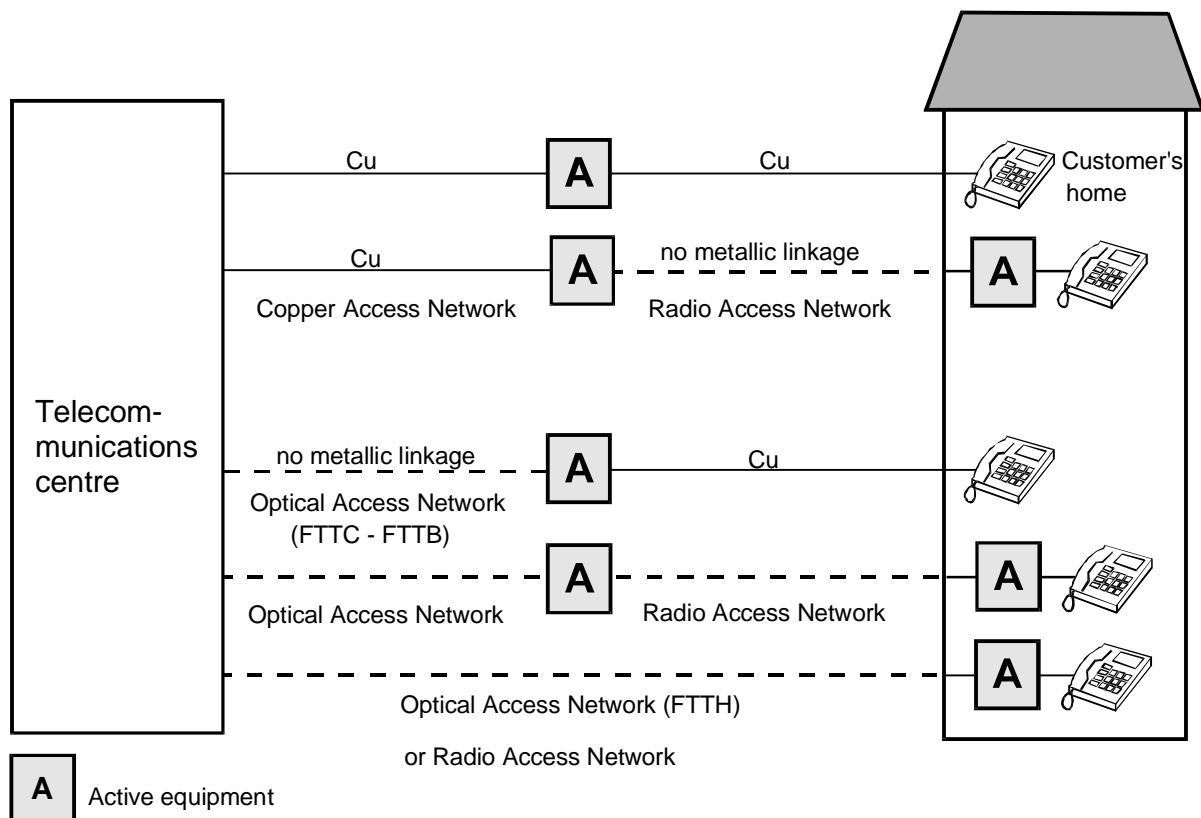 Cu
A
Cu
Customer's
home
Cu
A
no metallic linkage
A
Copper Access Network
Radio Access Network
Telecom-
munications
centre
no metallic linkage
A
Cu
Optical Access Network
(FTTC - FTTB)
A
A
Optical Access Network
Radio Access Network
A
Optical Access Network (FTTH)
or Radio Access Network
A
Active equipment